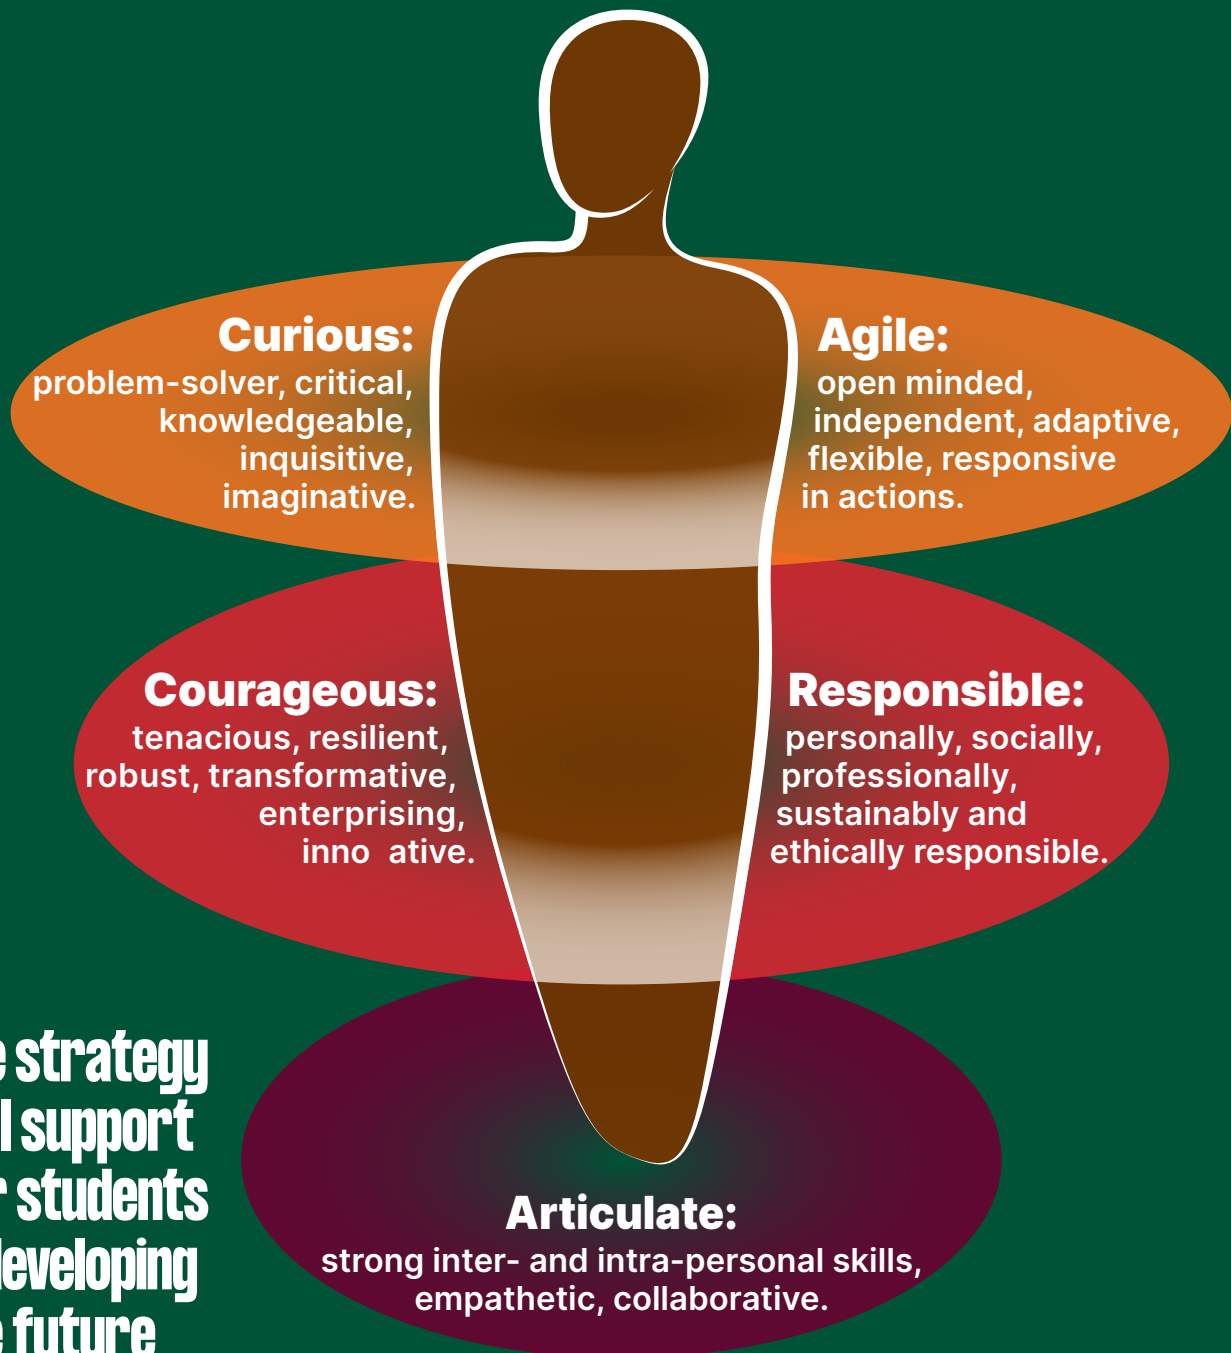 Curious:
problem-solver, critical,
knowledgeable,
inquisitive,
imaginative.
Agile:
open minded,
independent, adaptive,
flexible, responsive
in actions.
Courageous:
tenacious, resilient,
robust, transformative,
enterprising,
inno  ative.
Responsible:
personally, socially,
professionally,
sustainably and
ethically responsible.
strategy
support
students
developing
future
Articulate:
strong inter- and intra-personal skills,
empathetic, collaborative.